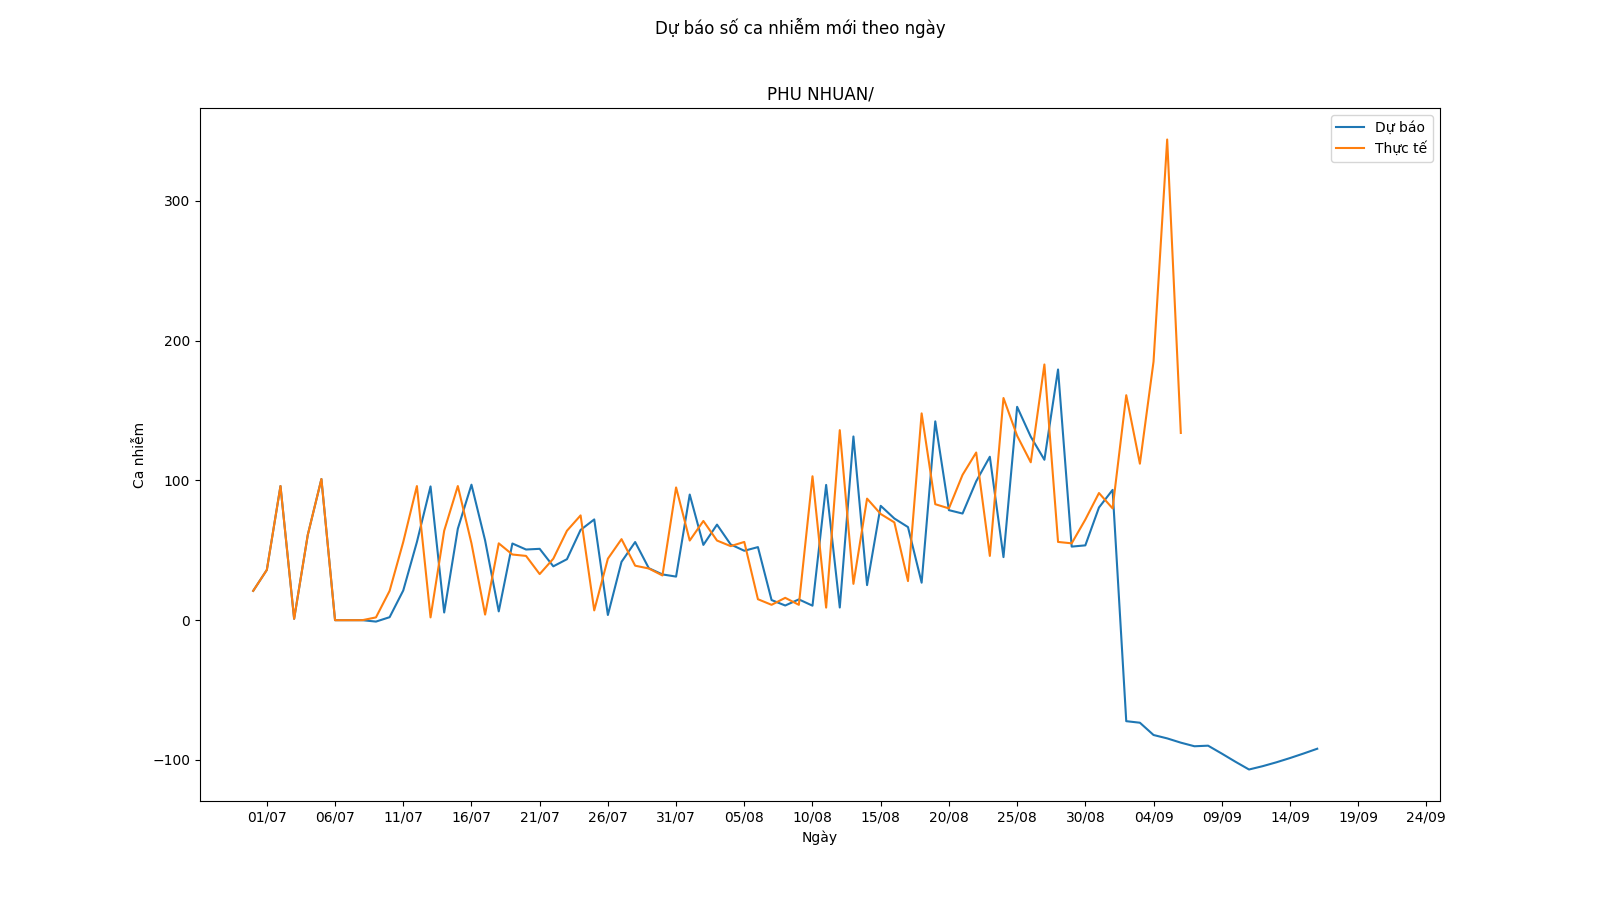 Dự báo số ca nhiễm mới theo ngày
PHU NHUAN/
Dự báo
Thực tế
300
200
100
0
−100
Ca nhiễm
01/07 06/07 11/07 16/07 21/07 26/07 31/07 05/08 10/08 15/08 20/08 25/08 30/08 04/09 09/09 14/09 19/09 24/09
Ngày